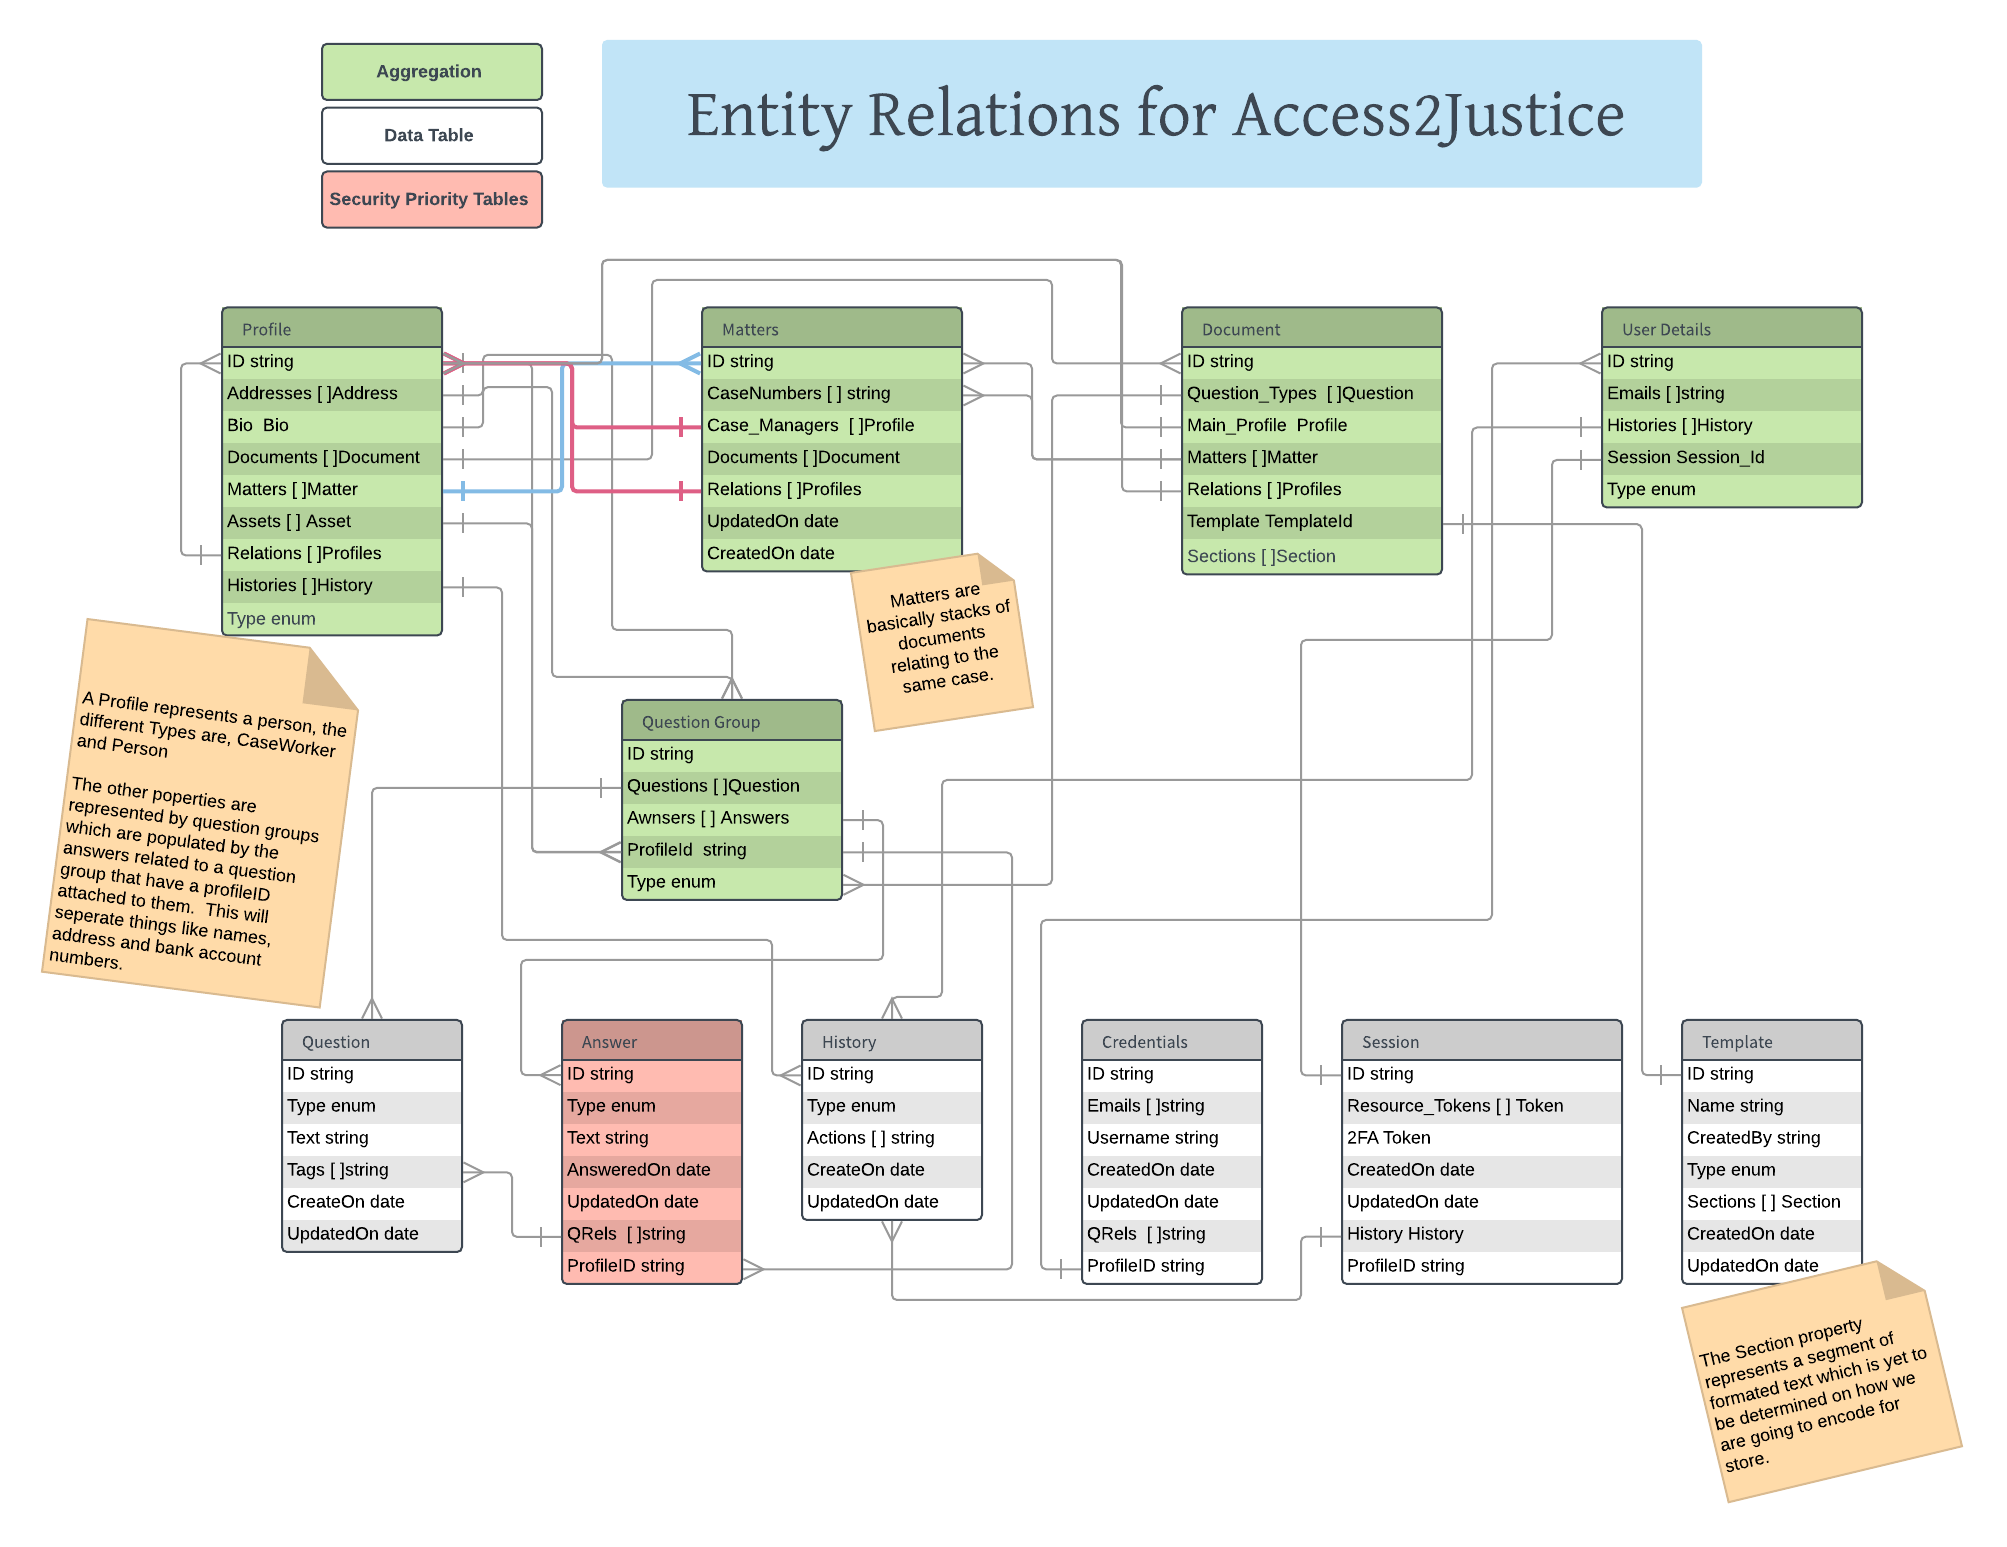 Aggregation
Data Table
Security Priority Tables
Entity Relations for Access2Justice
Profile
ID string
Addresses [ ]Address
Bio  Bio
Documents [ ]Document
Matters [ ]Matter
Assets [ ] Asset
Relations [ ]Profiles
Histories [ ]History
Type enum
Matters
ID string
CaseNumbers [ ] string
Case_Managers  [ ]Profile
Documents [ ]Document
Relations [ ]Profiles
UpdatedOn date
CreatedOn date
Document
ID string
Question_Types  [ ]Question
Main_Profile  Profile
Matters [ ]Matter
Relations [ ]Profiles
Template TemplateId
Sections [ ]Section
User Details
ID string
Emails [ ]string
Histories [ ]History
Session Session_Id
Type enum
Matters are
basically stacks of
documents
relating to the
same case.
A Profile represents a person, the
different Types are, CaseWorker
and Person
The other poperties are
represented by question groups
which are populated by the
answers related to a question
group that have a profileID
attached to them.  This will
seperate things like names,
address and bank account
numbers.
Question Group
ID string
Questions [ ]Question
Awnsers [ ] Answers
ProfileId  string
Type enum
Question
ID string
Type enum
Text string
Tags [ ]string
CreateOn date
UpdatedOn date
Answer
ID string
Type enum
Text string
AnsweredOn date
UpdatedOn date
QRels  [ ]string
ProfileID string
History
ID string
Type enum
Actions [ ] string
CreateOn date
UpdatedOn date
Credentials
ID string
Emails [ ]string
Username string
CreatedOn date
UpdatedOn date
QRels  [ ]string
ProfileID string
Session
ID string
Resource_Tokens [ ] Token
2FA Token
CreatedOn date
UpdatedOn date
History History
ProfileID string
Template
ID string
Name string
CreatedBy string
Type enum
Sections [ ] Section
CreatedOn date
UpdatedOn date
The Section property
represents a segment of
formated text which is yet to
be determined on how we
are going to encode for
store.